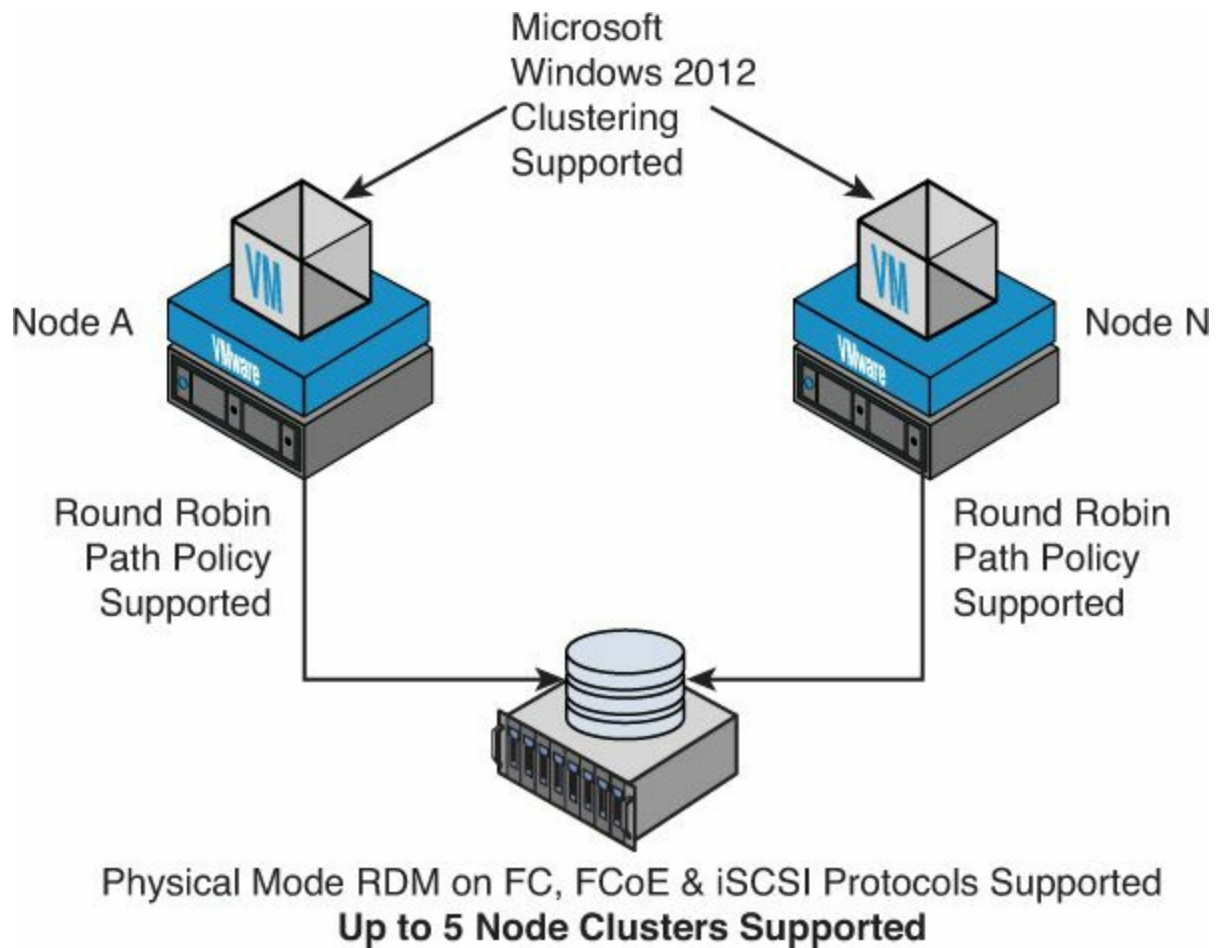 Microsoft
Windows 2012
Clustering
Supported
VM
VM
Node A
Node N
VMware
VMware
Round Robin
Path Policy
Supported
Round Robin
Path Policy
Supported
Physical Mode RDM on FC, FCoE & iSCSI Protocols Supported
Up to 5 Node Clusters Supported